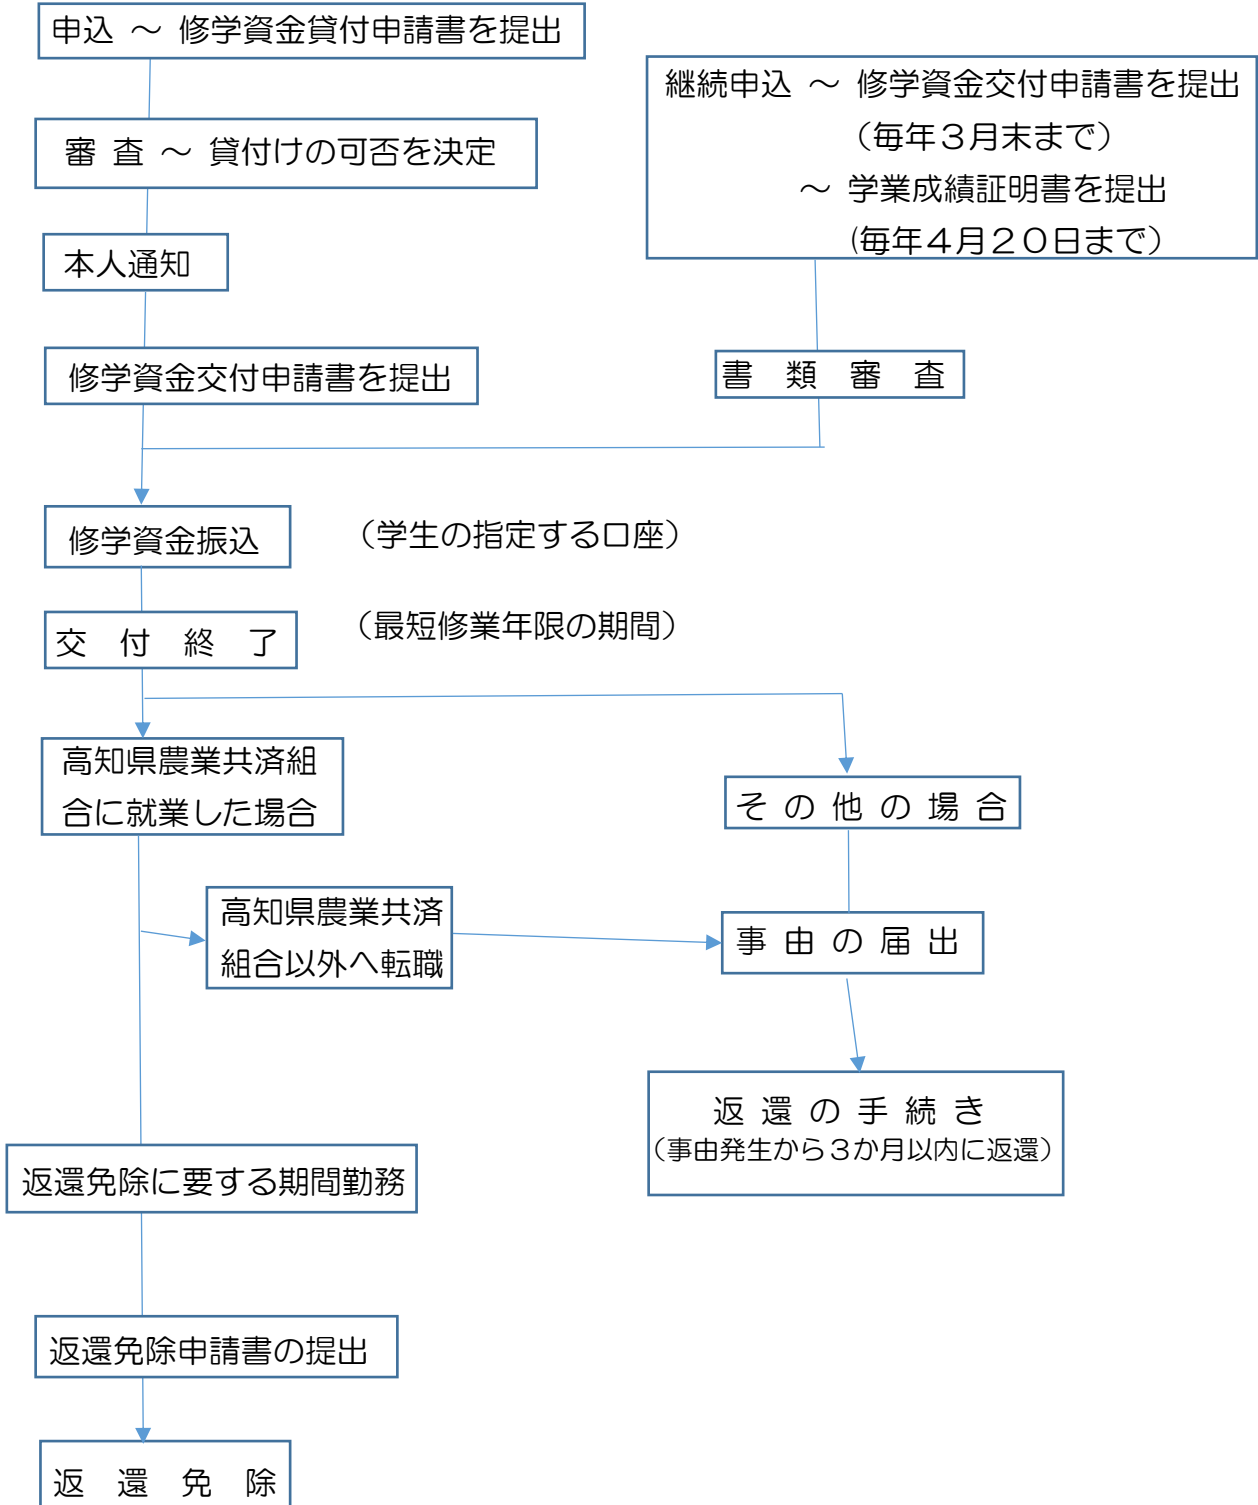 申込 ～ 修学資金貸付申請書を提出
継続申込 ～ 修学資金交付申請書を提出
（毎年３月末まで）
～ 学業成績証明書を提出
(毎年４月２０日まで）
審 査 ～ 貸付けの可否を決定
本人通知
修学資金交付申請書を提出
書 類 審 査
修学資金振込
（学生の指定する口座）
交 付 終 了
（最短修業年限の期間）
高知県農業共済組
合に就業した場合
そ の 他 の 場 合
高知県農業共済
組合以外へ転職
事 由 の 届 出
返 還 の 手 続 き
（事由発生から３か月以内に返還）
返還免除に要する期間勤務
返還免除申請書の提出
返 還 免 除